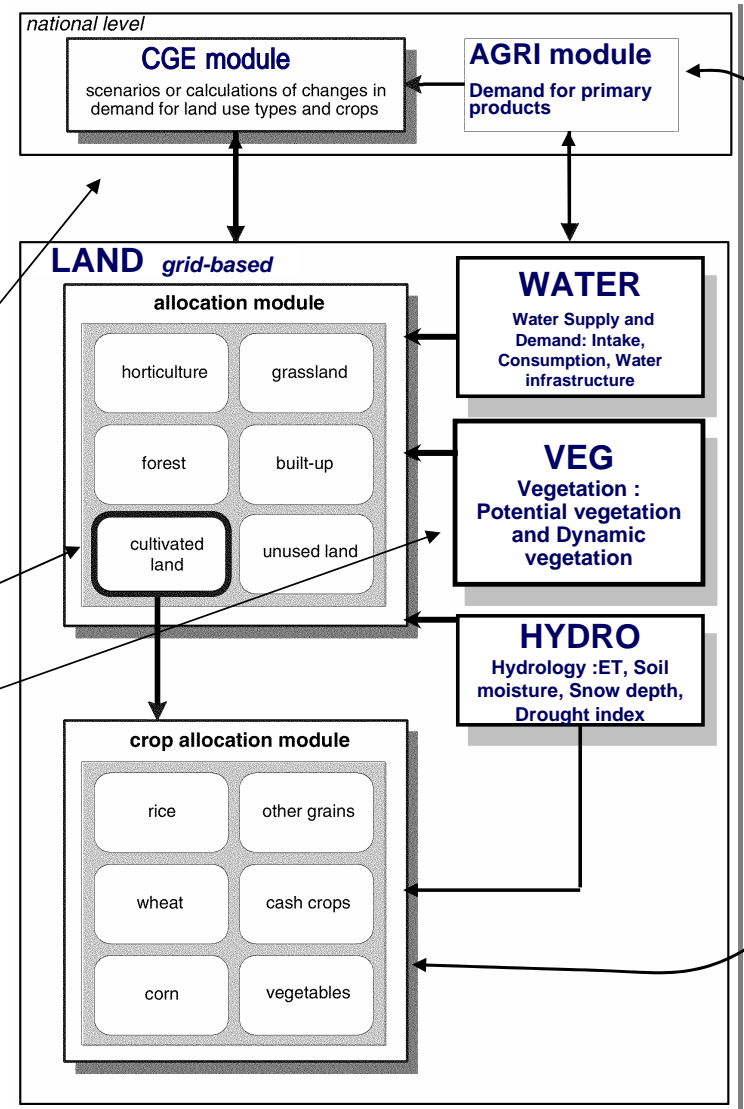 national level
CGE module
scenarios or calculations of changes in
demand for land use types and crops
AGRI module
Demand for primary
products
LAND grid-based
allocation module
horticulture
grassland
forest
built-up
cultivated
land
unused land
WATER
Water Supply and
Demand: Intake,
Consumption, Water
infrastructure
VEG
Vegetation :
Potential vegetation
and Dynamic
vegetation
HYDRO
Hydrology :ET, Soil
moisture, Snow depth,
Drought index
crop allocation module
rice
other grains
wheat
cash crops
corn
vegetables